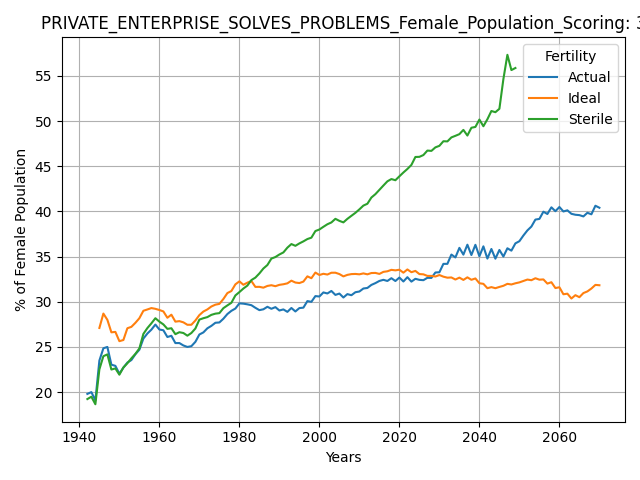 PRIVATE_ENTERPRISE_SOLVES_PROBLEMS_Female_Population_Scoring: 3
Fertility
Actual
Ideal
Sterile
% of Female Population
55
50
45
40
35
30
25
20
1940 1960 1980 2000 2020 2040 2060
Years